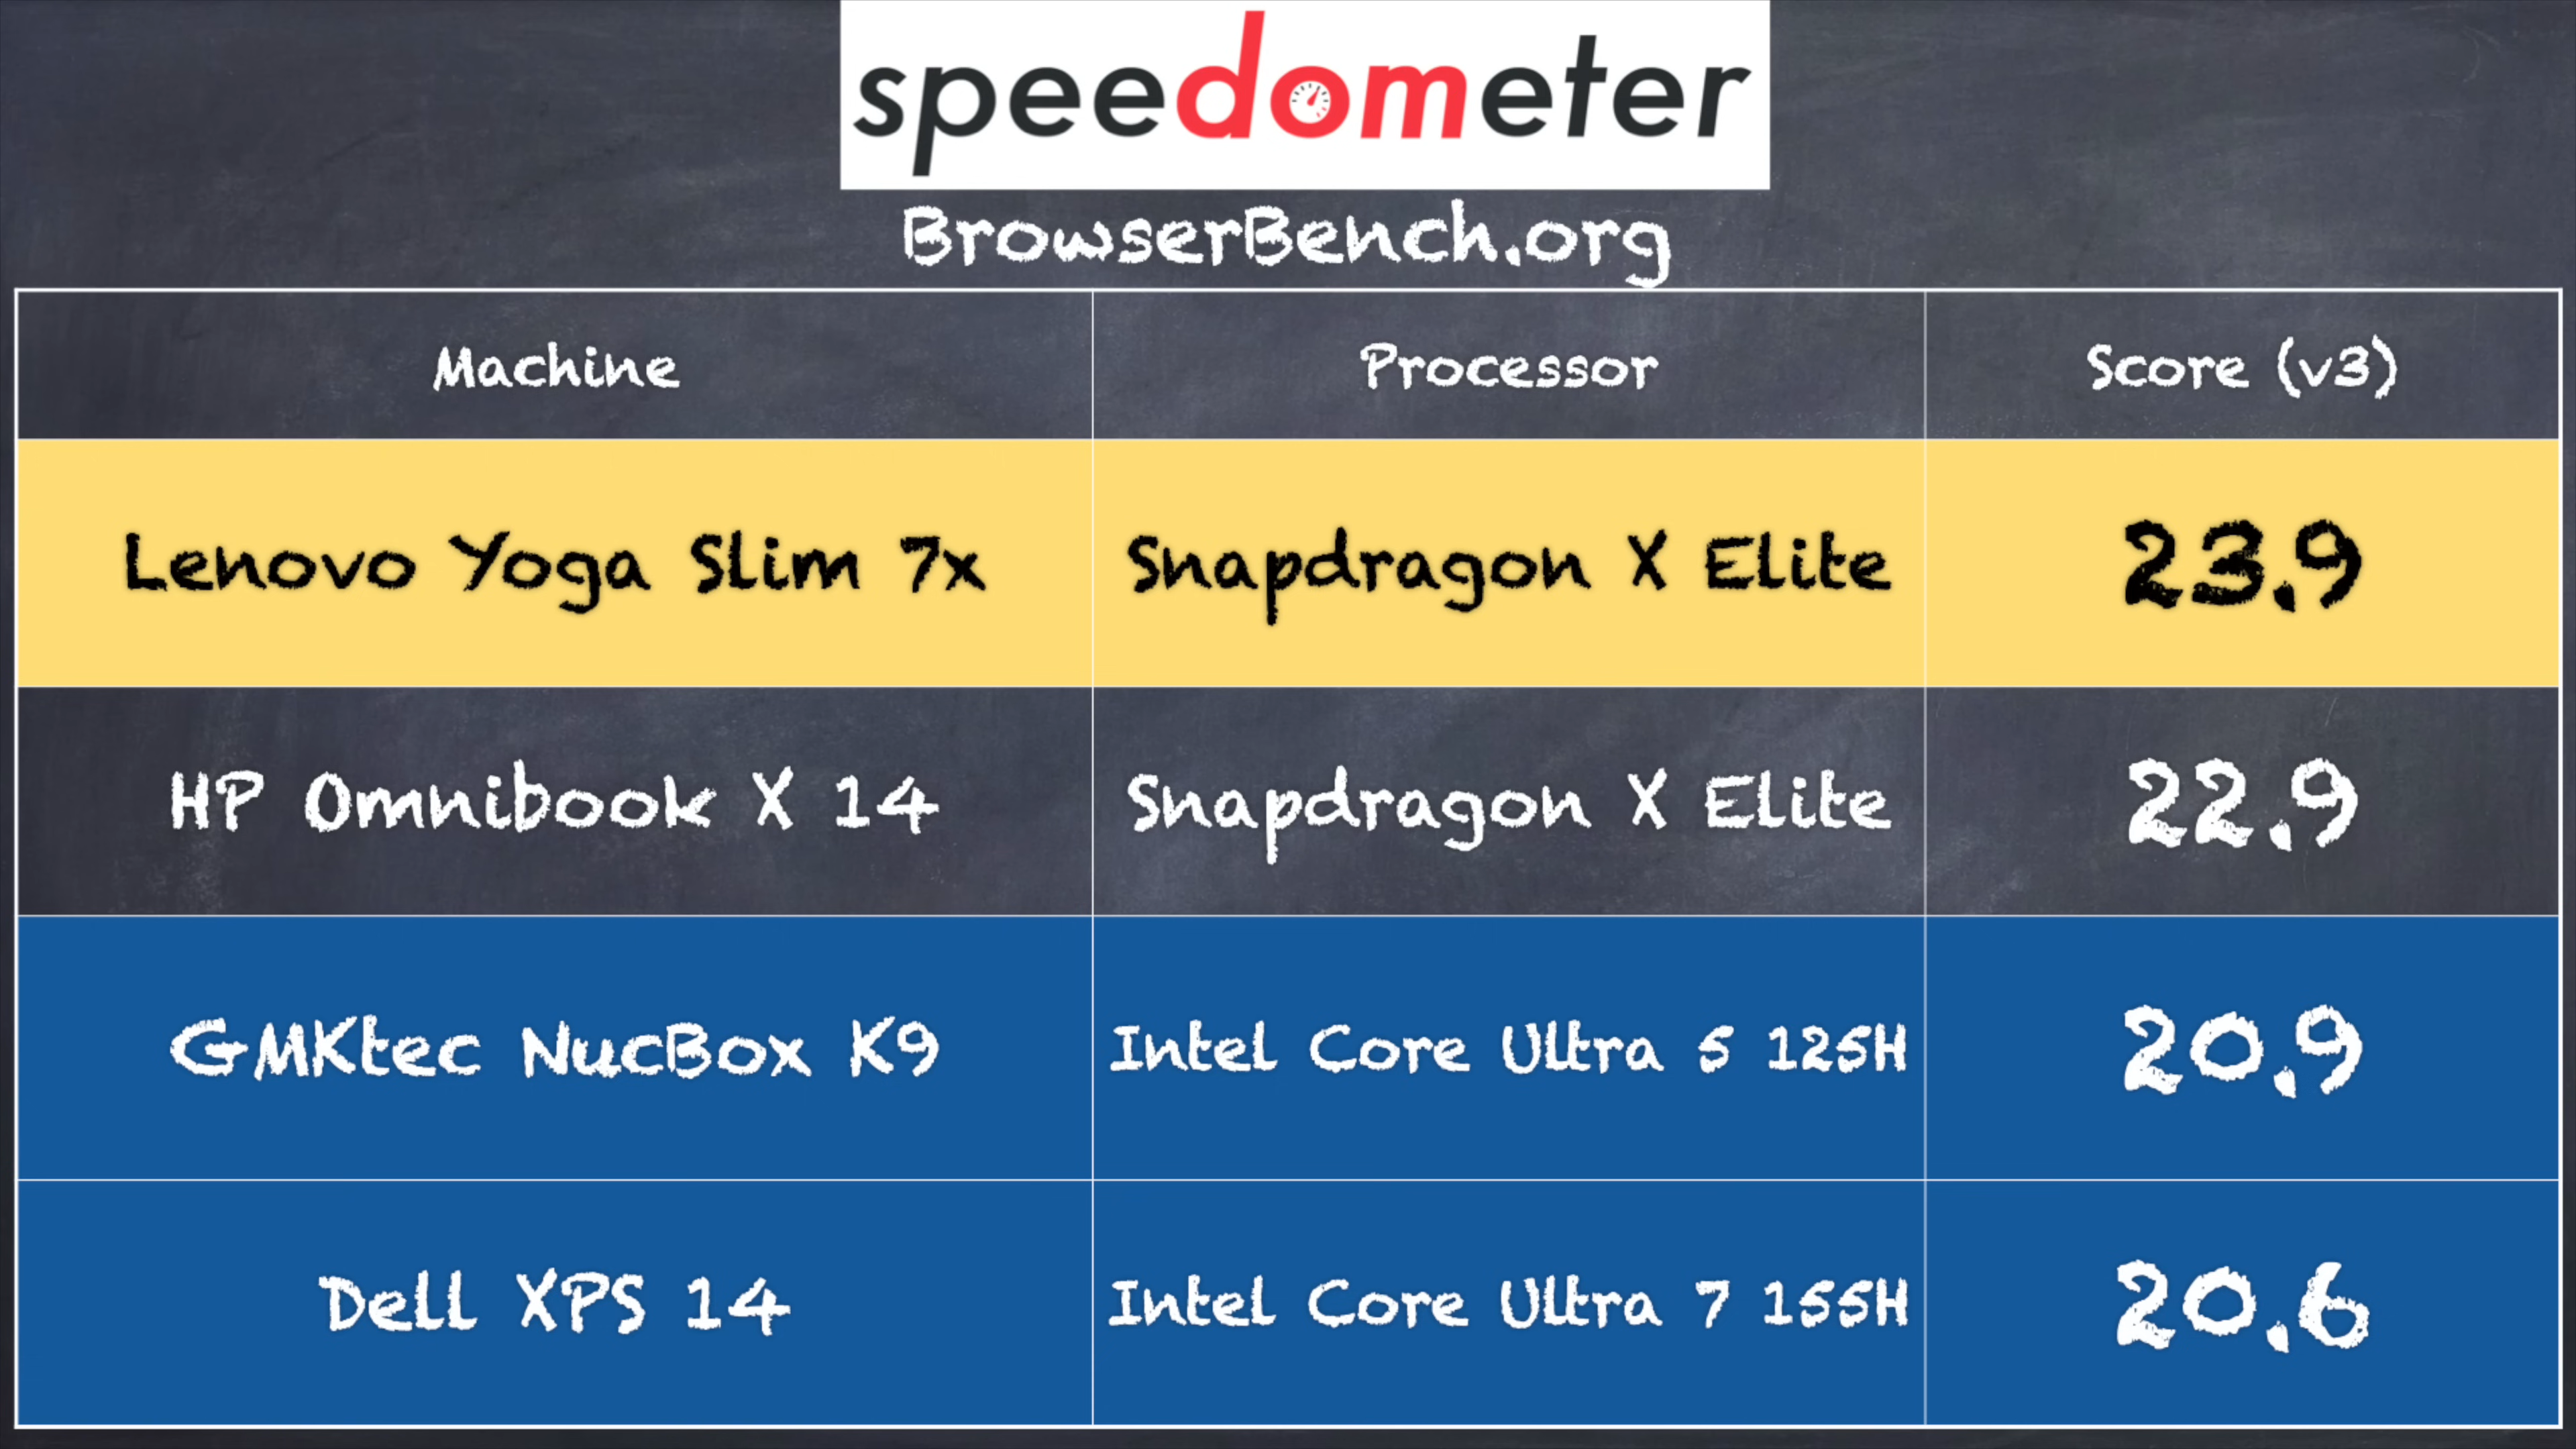 speedometer
BrowserBench.org
Machine Processor Score (v3)
Lenovo Yoga Slim 7x Snapdragon X Elite 23.9
HP Omnibook X 14 Snapdragon X Elite 22.9
GMKtec NucBox K9 Intel Core Ultra 5 125H 20.9
Dell XPS 14 Intel Core Ultra 7 155H 20.6